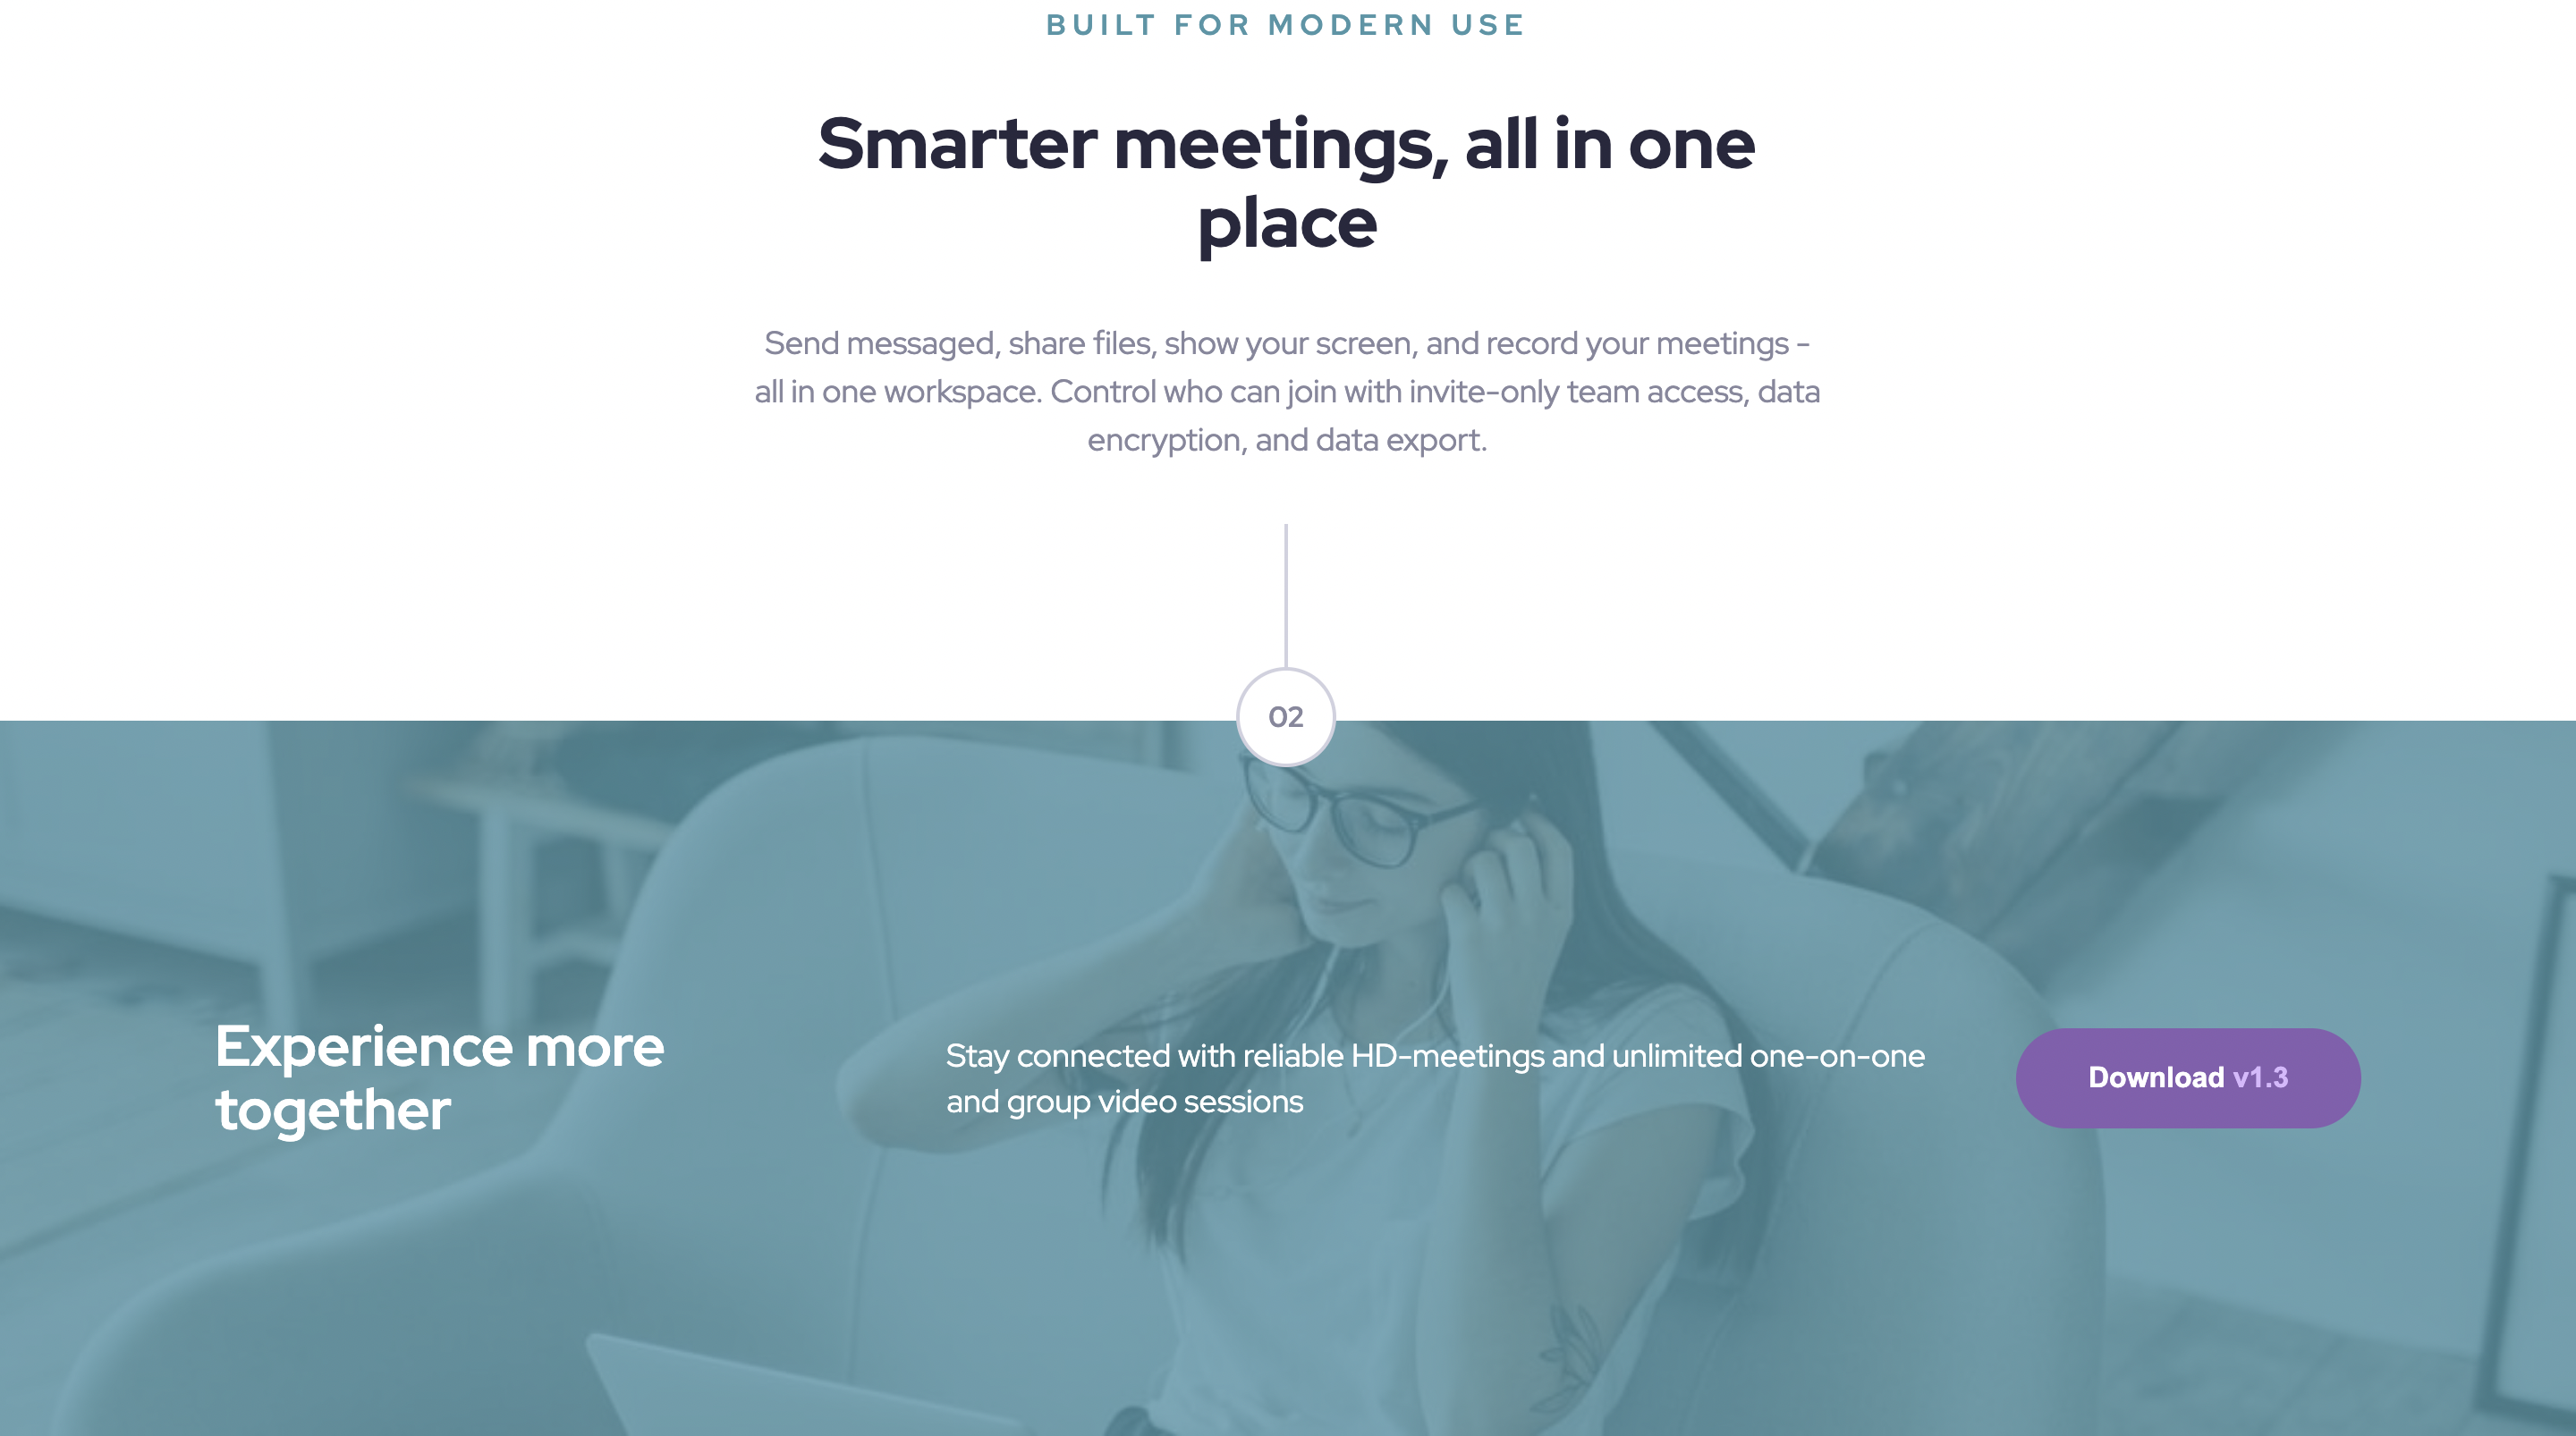 BUILT FOR MODERN USE
Smarter meetings, all in one
place
Send messaged, share files, show your screen, and record your meetings -
all in one workspace. Control who can join with invite-only team access, data
encryption, and data export.
02
Experience more
together
Stay connected with reliable HD-meetings and unlimited one-on-one
and group video sessions
Download v1.3